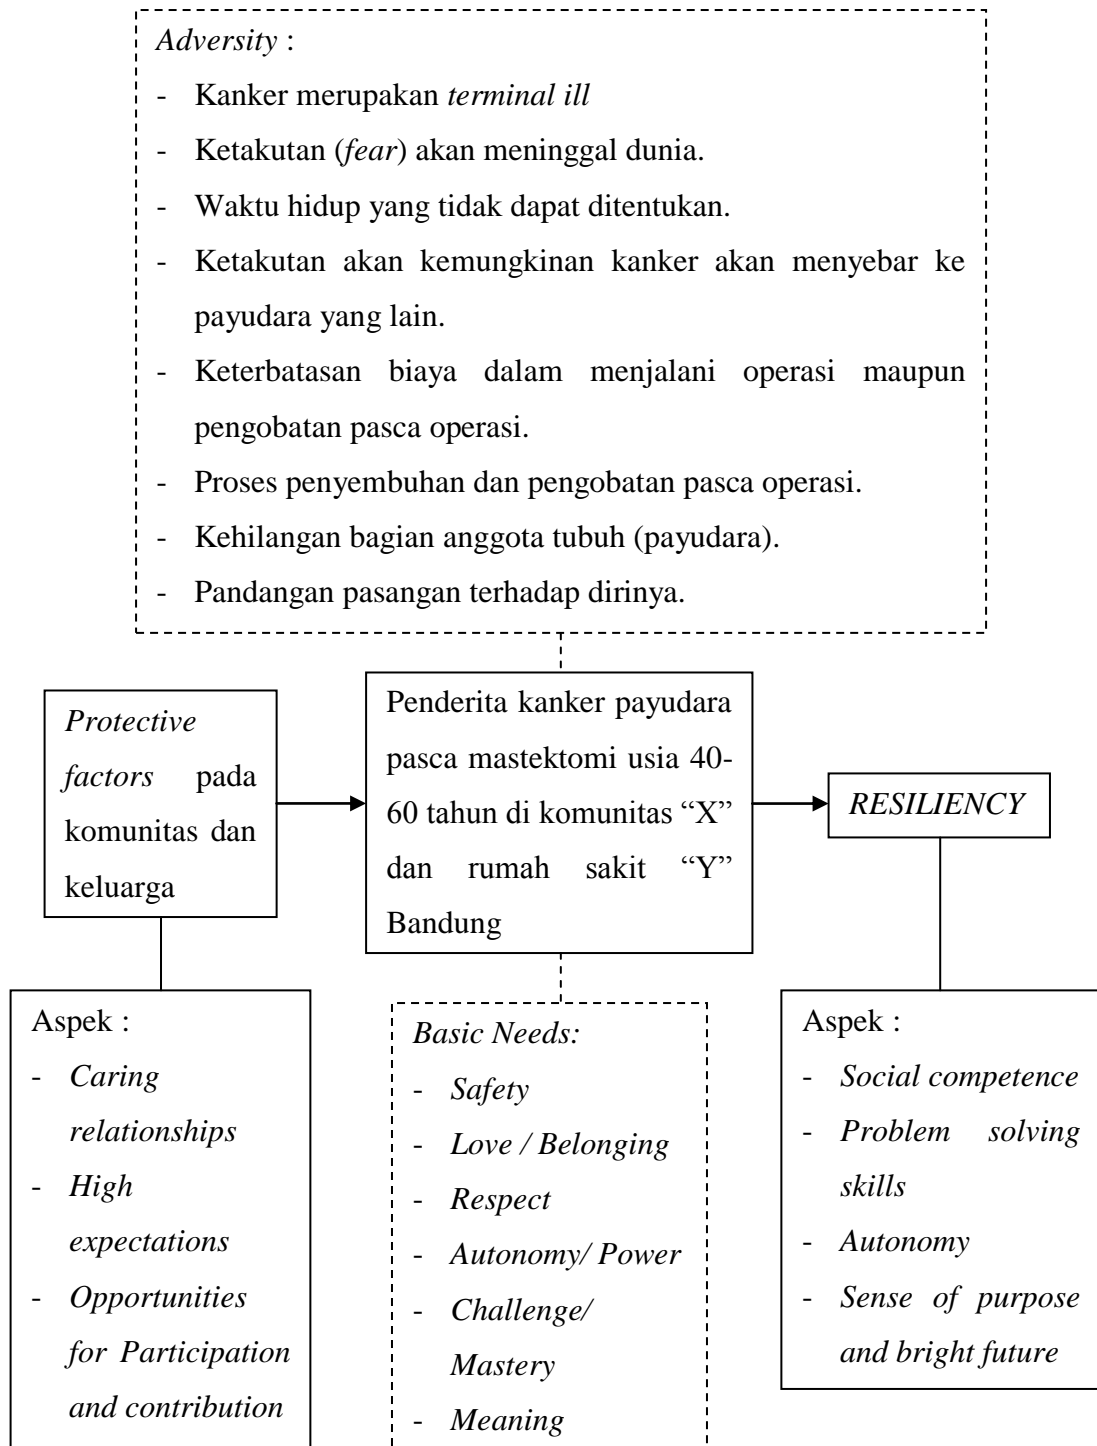 Adversity :
- Kanker merupakan terminal ill
- Ketakutan (fear) akan meninggal dunia.
- Waktu hidup yang tidak dapat ditentukan.
- Ketakutan akan kemungkinan kanker akan menyebar ke
payudara yang lain.
- Keterbatasan biaya dalam menjalani operasi maupun
pengobatan pasca operasi.
- Proses penyembuhan dan pengobatan pasca operasi.
- Kehilangan bagian anggota tubuh (payudara).
- Pandangan pasangan terhadap dirinya.
Protective
factors pada
komunitas dan
keluarga
Penderita kanker payudara
pasca mastektomi usia 40-
60 tahun di komunitas “X”
dan rumah sakit “Y”
Bandung
RESILIENCY
Aspek :
- Caring
relationships
- High
expectations
- Opportunities
for Participation
and contribution
Basic Needs:
- Safety
- Love / Belonging
- Respect
- Autonomy/ Power
- Challenge/
Mastery
- Meaning
Aspek :
- Social competence
- Problem solving
skills
- Autonomy
- Sense of purpose
and bright future